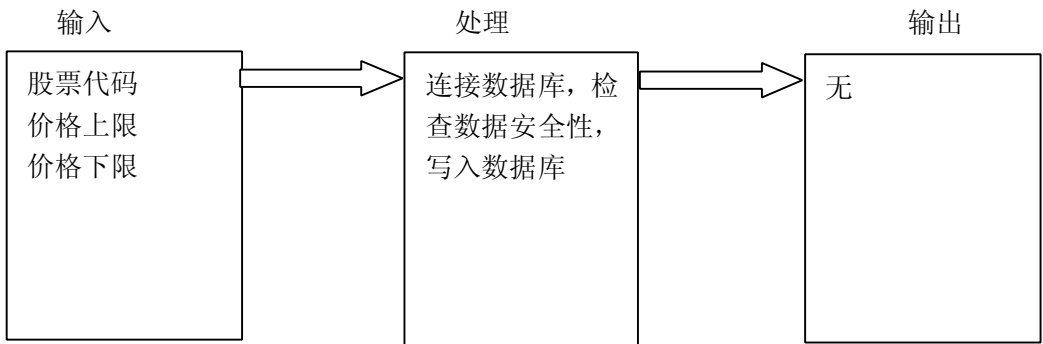 输入
处理
输出
股票代码
价格上限
价格下限
连接数据库，检
查数据安全性，
写入数据库
无